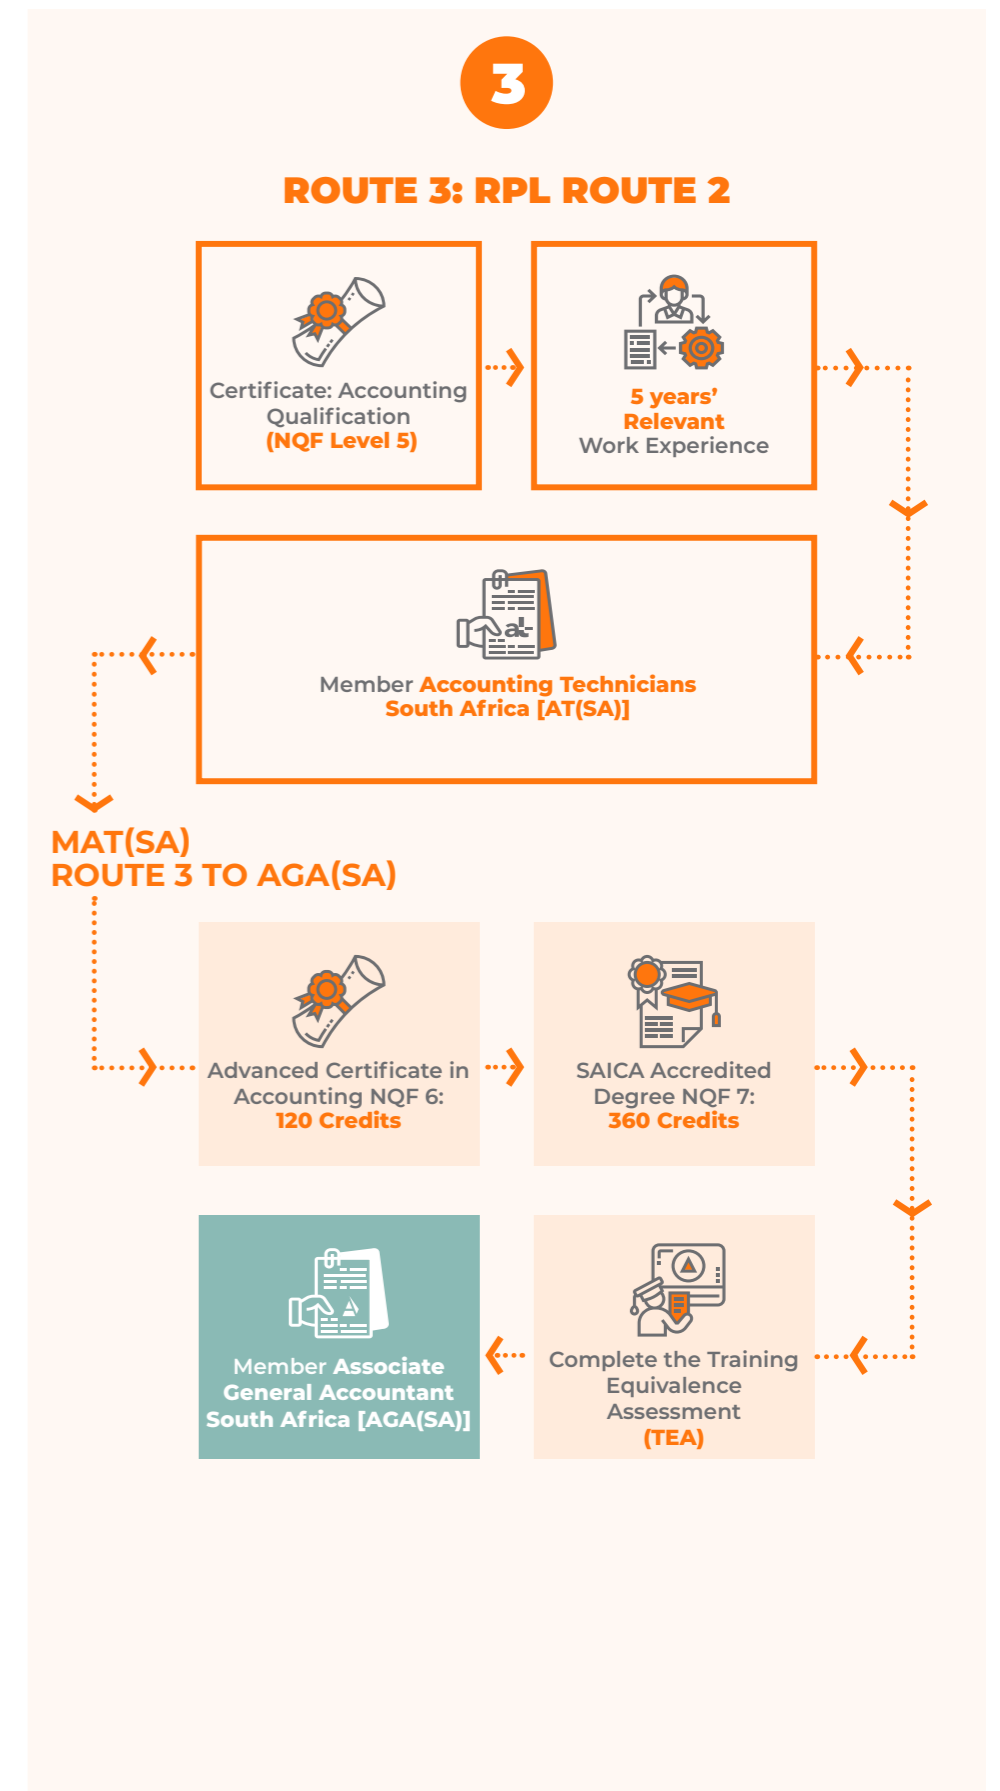 3
ROUTE 3: RPL ROUTE 2
Certificate: Accounting
Qualification
(NQF Level 5)
5 years’
Relevant
Work Experience
at
Member Accounting Technicians
South Africa [AT(SA)]
MAT(SA)
ROUTE 3 TO AGA(SA)
Advanced Certificate in
Accounting NQF 6:
120 Credits
SAICA Accredited
Degree NQF 7:
360 Credits
Complete the Training
Equivalence
Assessment
(TEA)
Member Associate
General Accountant
South Africa [AGA(SA)]